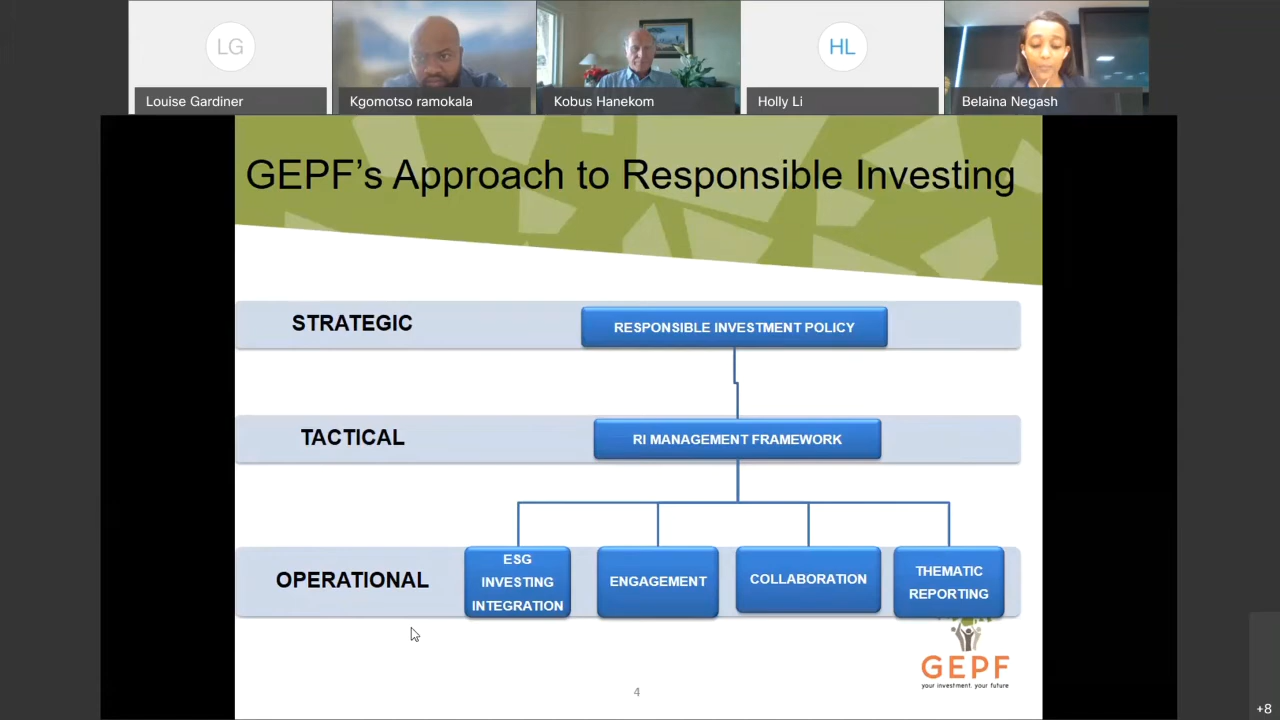 LG
HL
Louise Gardiner
Kgomotso ramokala
Kobus Hanekom
Holly Li
Belaina Negash
GEPF’s Approach to Responsible Investing
STRATEGIC
RESPONSIBLE INVESTMENT POLICY
TACTICAL
RI MANAGEMENT FRAMEWORK
OPERATIONAL
ESG
INVESTING
INTEGRATION
ENGAGEMENT
COLLABORATION
THEMATIC
REPORTING
GEPF
your investment. your future
4
+8